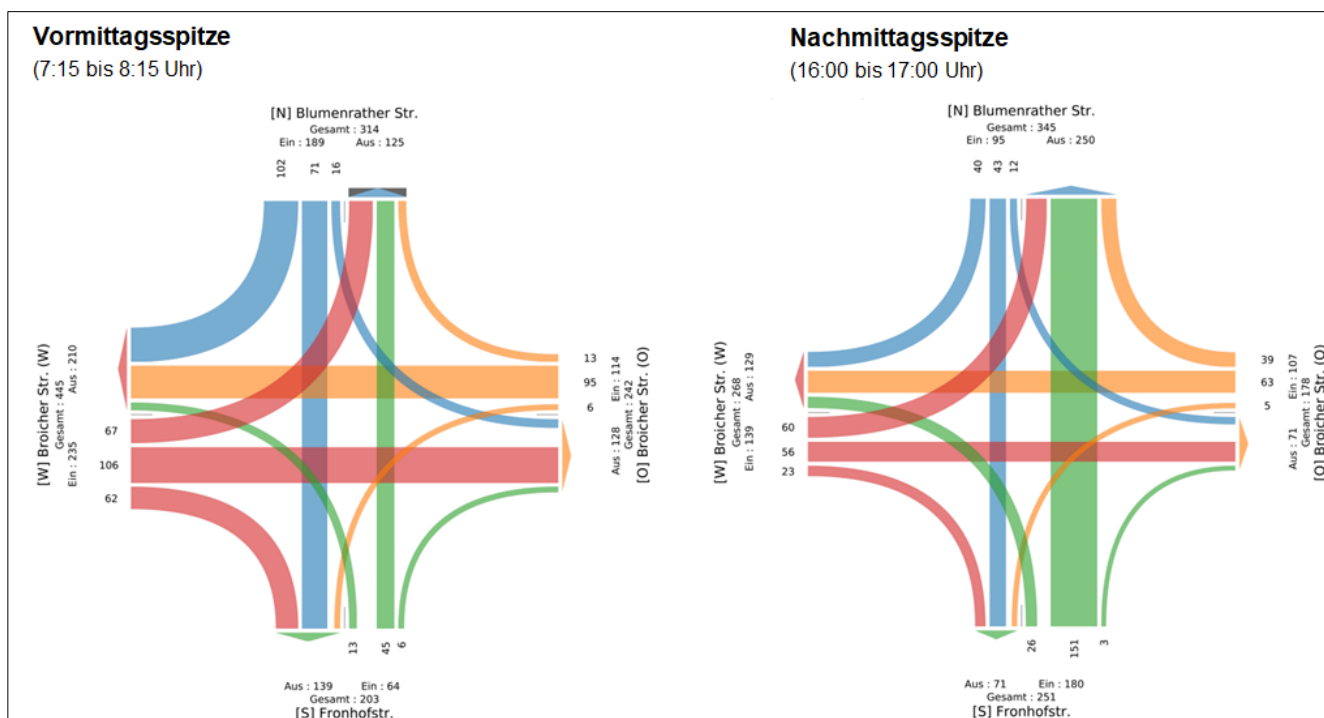 Vormittagsspitze
(7:15 bis 8:15 Uhr)
[N] Blumenrather Str.
Gesamt : 314
Ein : 189 Aus : 125
102 71 16
[W] Broicher Str. (W)
Gesamt : 445
Ein : 235 Aus : 210
67
106
62
13
95
6
Aus : 128 Ein : 114
Gesamt : 242
[O] Broicher Str. (O)
13 45 6
Aus : 139 Ein : 64
Gesamt : 203
[S] Fronhofstr.
Nachmittagsspitze
(16:00 bis 17:00 Uhr)
[N] Blumenrather Str.
Gesamt : 345
Ein : 95 Aus : 250
40 43 12
[W] Broicher Str. (W)
Gesamt : 268
Ein : 139 Aus : 129
60
56
23
39
63
5
Aus : 71 Ein : 107
Gesamt : 178
[O] Broicher Str. (O)
26 151 3
Aus : 71 Ein : 180
Gesamt : 251
[S] Fronhofstr.